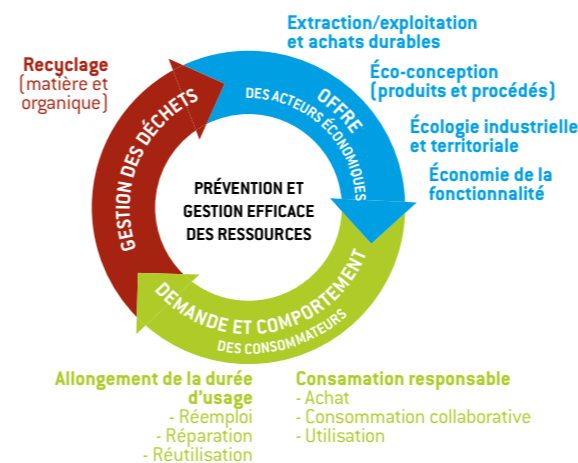 Extraction/exploitation
et achats durables
Éco-conception
(produits et procédés)
Écologie industrielle
et territoriale
Économie de la
fonctionnalité
Recyclage
(matière et
organique)
OFFRE
DES ACTEURS ÉCONOMIQUES
GESTION DES DÉCHETS
PRÉVENTION ET
GESTION EFFICACE
DES RESSOURCES
DEMANDE ET COMPORTEMENT
DES CONSOMMATEURS
Allongement de la durée
d'usage
- Réemploi
- Réparation
- Réutilisation
Consamation responsable
- Achat
- Consommation collaborative
- Utilisation